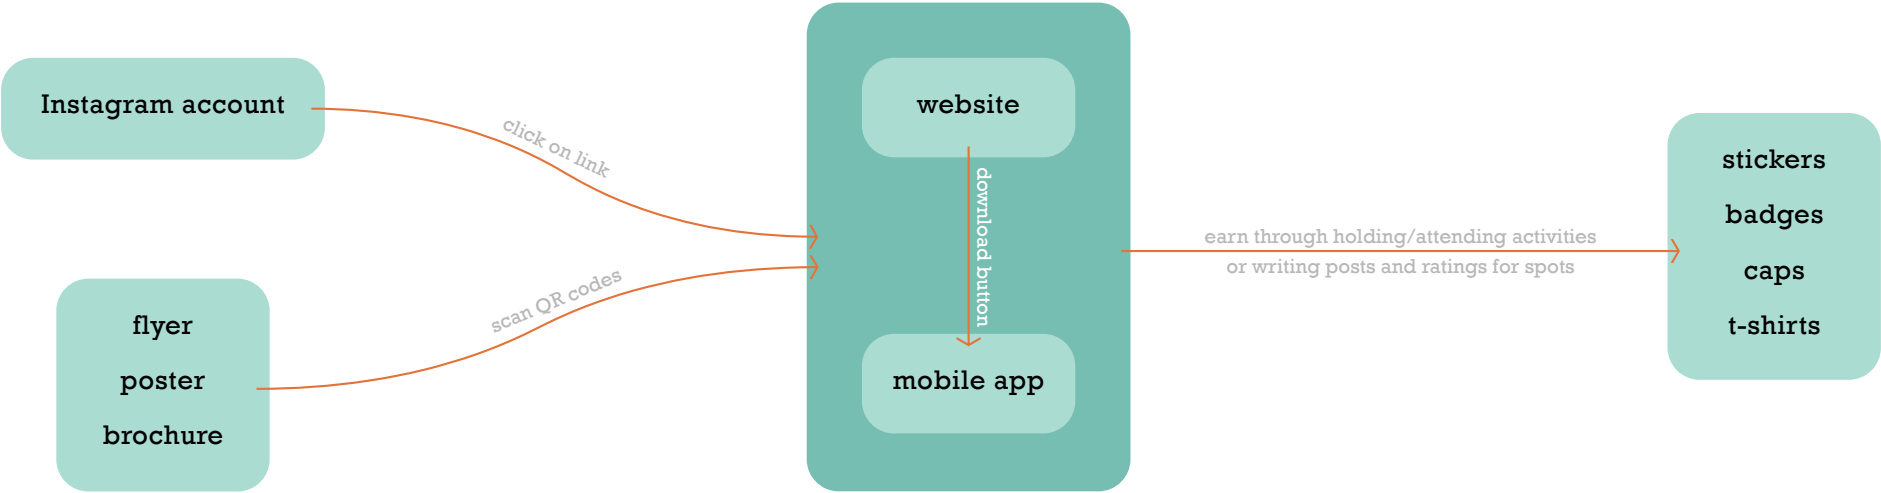 Instagram account
click on link
flyer
poster
brochure
scan QR codes
website
download button
mobile app
earn through holding/attending activities
or writing posts and ratings for spots
stickers
badges
caps
t-shirts